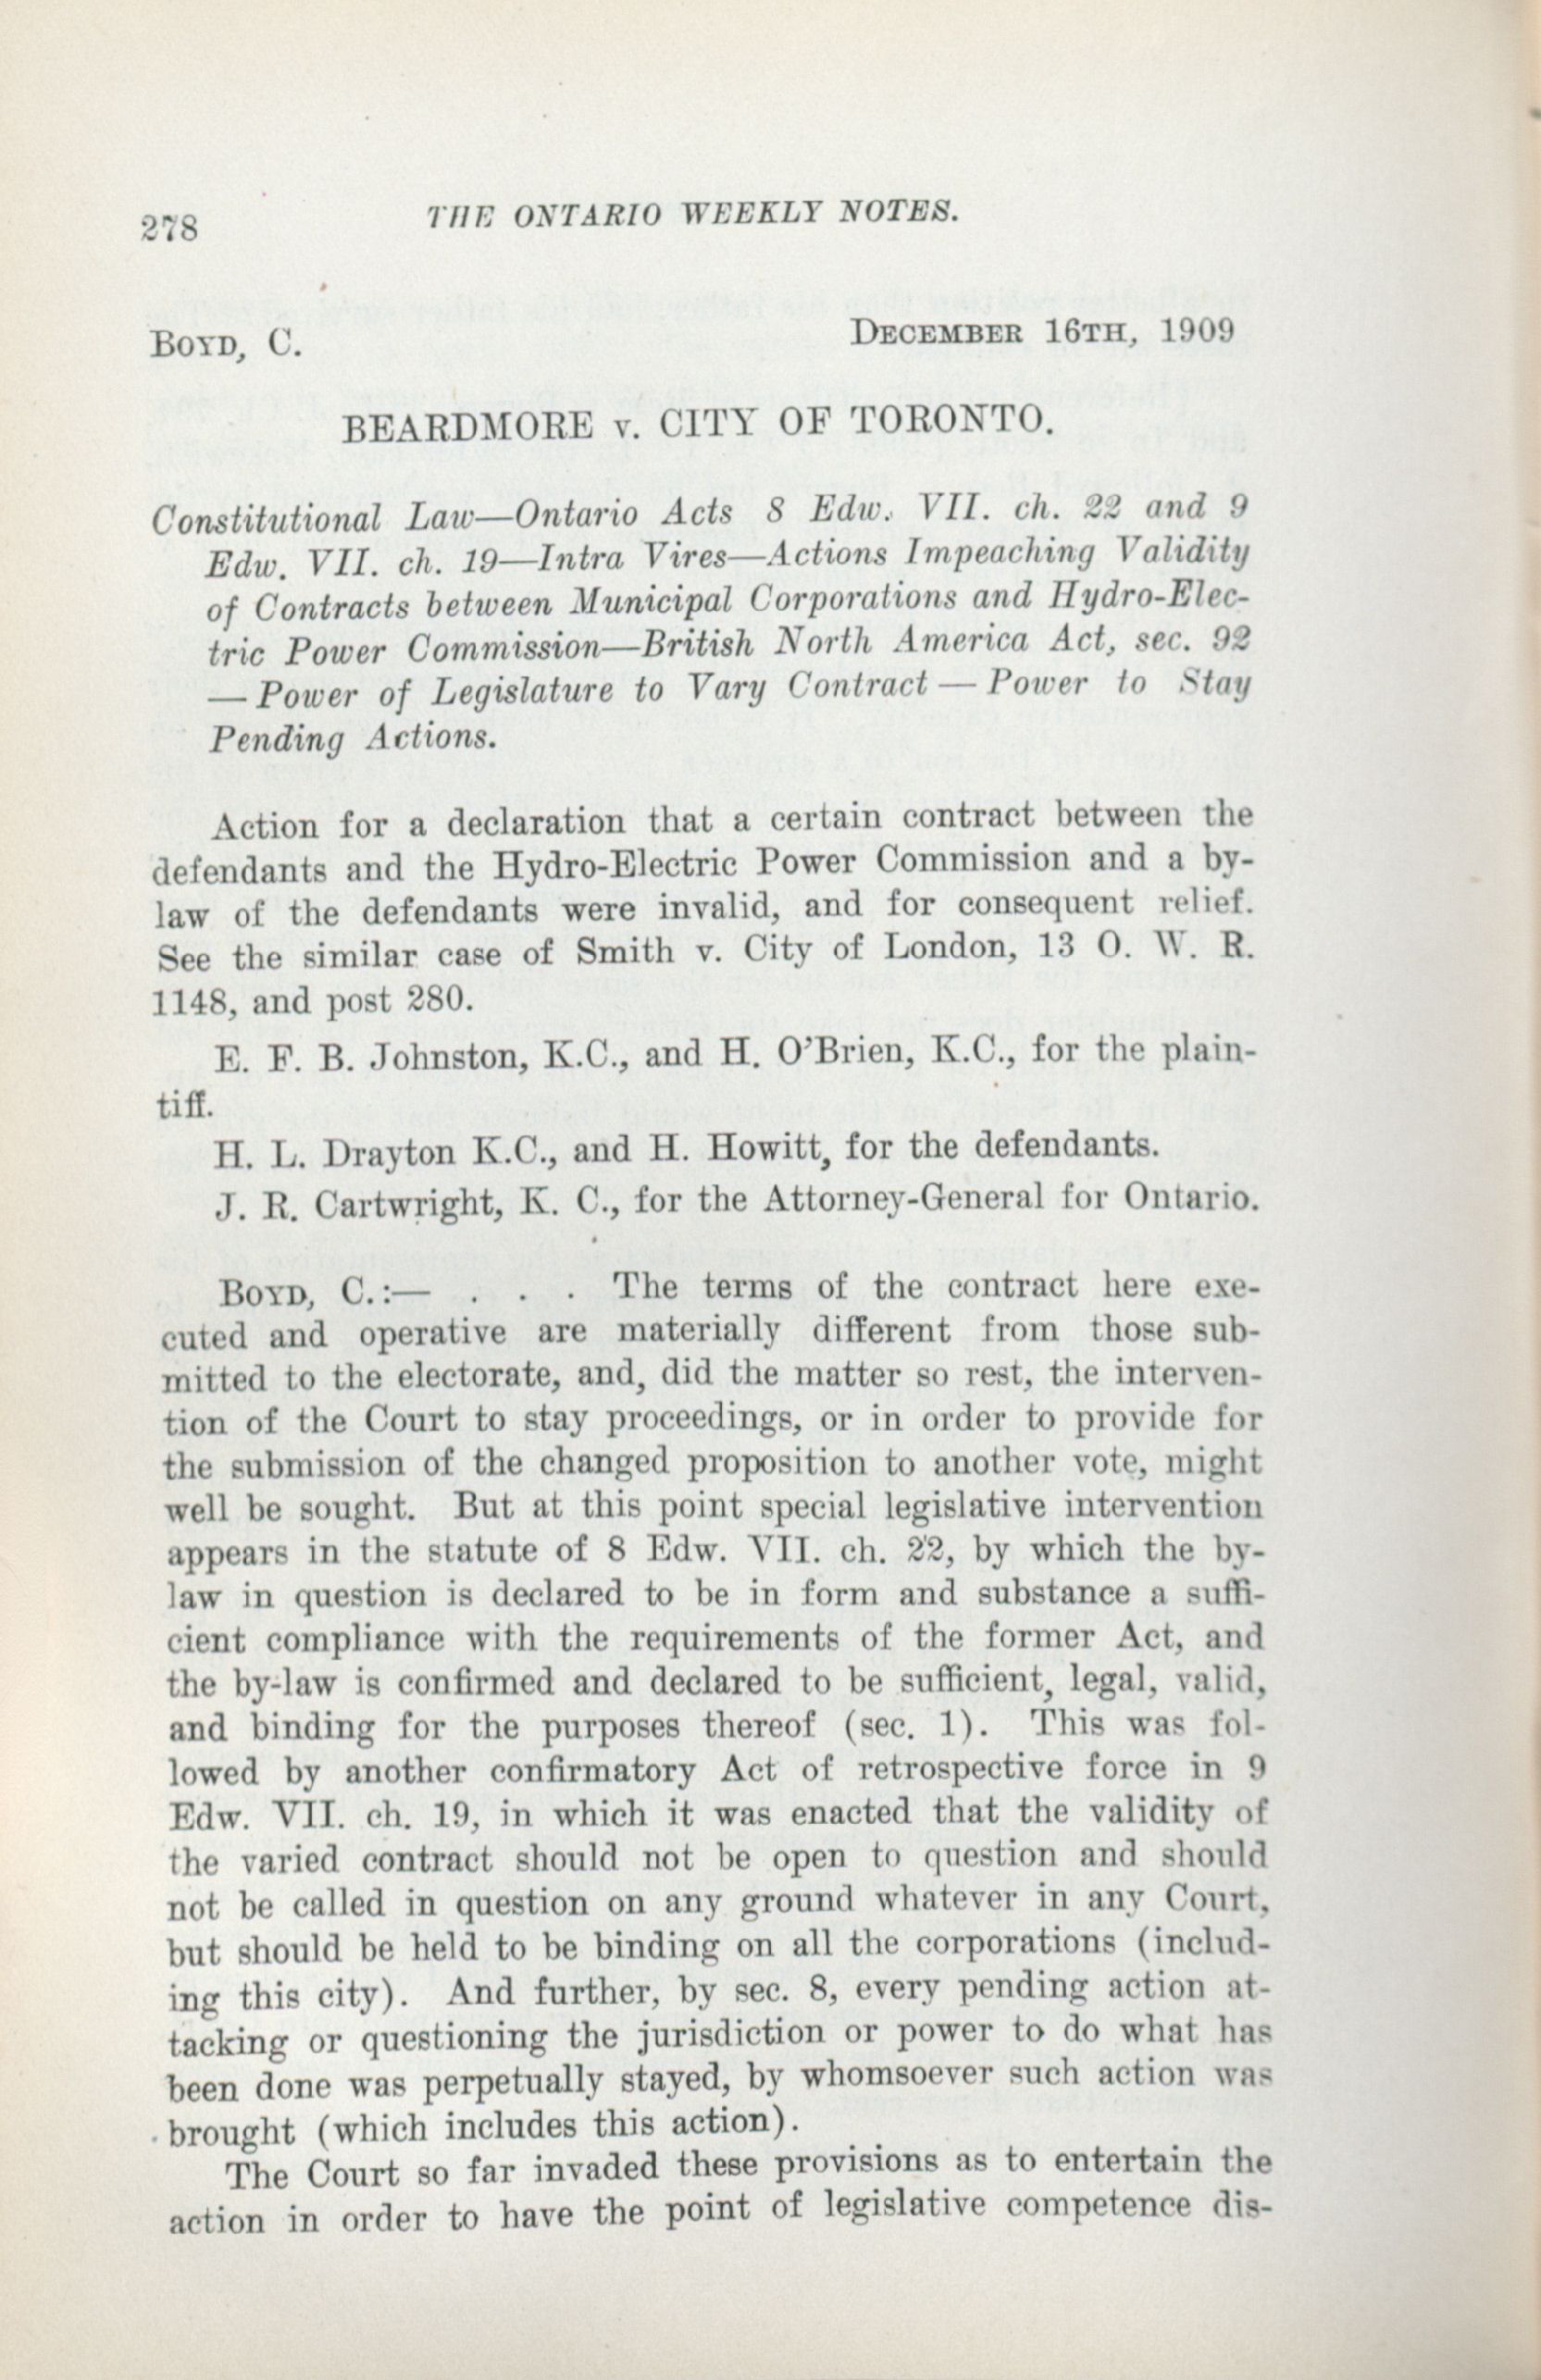 278
THE ONTARIO WEEKLY NOTES.
BOYD, C.
DECEMBER 16TH, 1909
BEARDMORE v. CITY OF TORONTO.
Constitutional Law—Ontario Acts 8 Edw. VII. ch. 22 and 9
Edw. VII. ch. 19—Intra Vires—Actions Impeaching Validity
of Contracts between Municipal Corporations and Hydro-Elec-
tric Power Commission—British North America Act, sec. 92
—Power of Legislature to Vary Contract—Power to Stay
Pending Actions.
Action for a declaration that a certain contract between the
defendants and the Hydro-Electric Power Commission and a by-
law of the defendants were invalid, and for consequent relief.
See the similar case of Smith v. City of London, 13 O. W. R.
1148, and post 280.
E. F. B. Johnston, K.C., and H. O'Brien, K.C., for the plain-
tiff.
H. L. Drayton K.C., and H. Howitt, for the defendants.
J. R. Cartwright, K. C., for the Attorney-General for Ontario.
BOYD, C.:— . . . The terms of the contract here exe-
cuted and operative are materially different from those sub-
mitted to the electorate, and, did the matter so rest, the interven-
tion of the Court to stay proceedings, or in order to provide for
the submission of the changed proposition to another vote, might
well be sought. But at this point special legislative intervention
appears in the statute of 8 Edw. VII. ch. 22, by which the by-
law in question is declared to be in form and substance a suffi-
cient compliance with the requirements of the former Act, and
the by-law is confirmed and declared to be sufficient, legal, valid,
and binding for the purposes thereof (sec. 1). This was fol-
lowed by another confirmatory Act of retrospective force in 9
Edw. VII. ch. 19, in which it was enacted that the validity of
the varied contract should not be open to question and should
not be called in question on any ground whatever in any Court,
but should be held to be binding on all the corporations (includ-
ing this city). And further, by sec. 8, every pending action at-
tacking or questioning the jurisdiction or power to do what has
been done was perpetually stayed, by whomsoever such action was
brought (which includes this action).
The Court so far invaded these provisions as to entertain the
action in order to have the point of legislative competence dis-